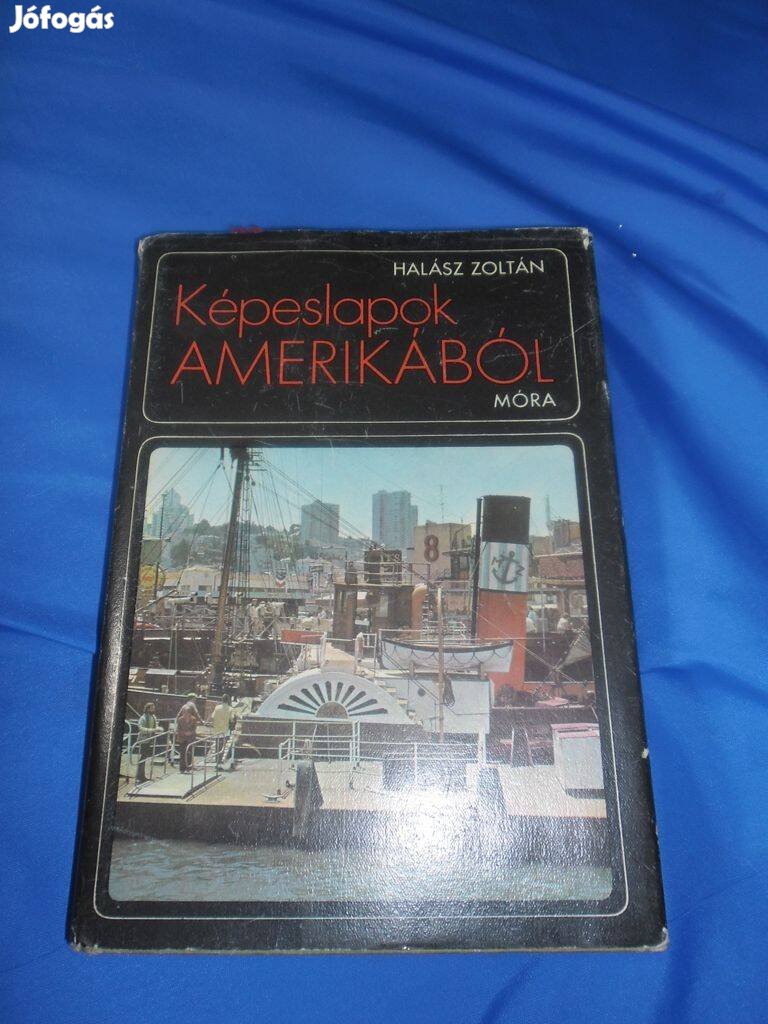 Jófogás
HALÁSZ ZOLTÁN
Képeslapok
AMERIKÁBÓL
MÓRA
8